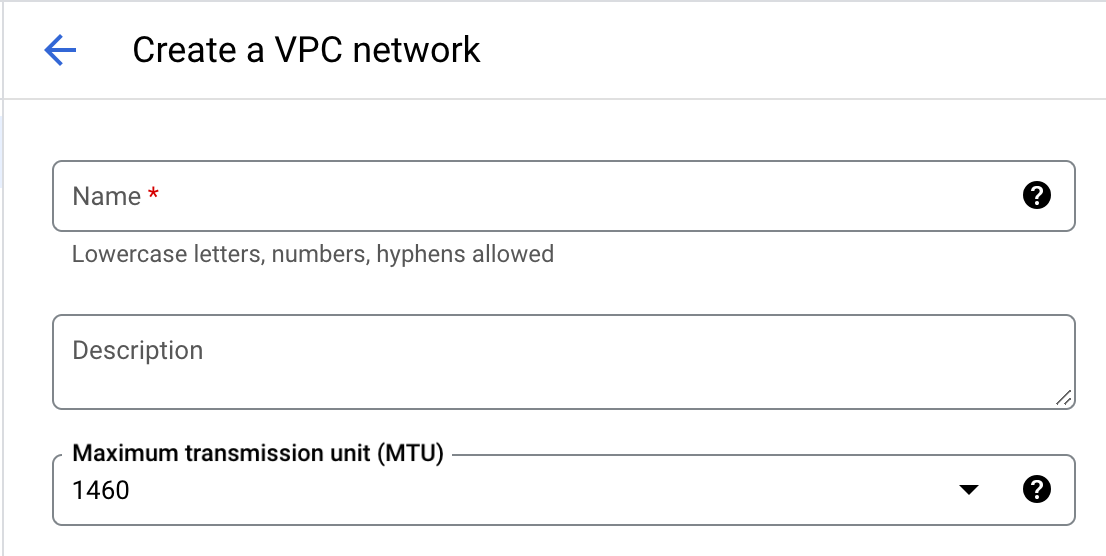 Create a VPC network
Name *
Lowercase letters, numbers, hyphens allowed
Description
Maximum transmission unit (MTU)
1460